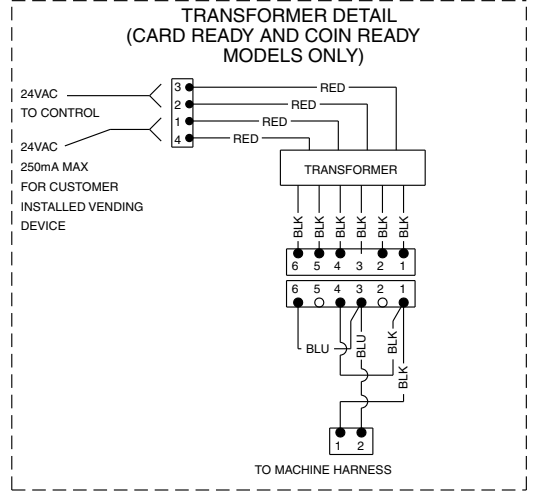 TRANSFORMER DETAIL
(CARD READY AND COIN READY
MODELS ONLY)
24VAC
TO CONTROL
24VAC
250mA MAX
FOR CUSTOMER
INSTALLED VENDING
DEVICE
3
2
1
4
RED
RED
RED
RED
TRANSFORMER
BLK
BLK
BLK
BLK
BLK
BLK
6 5 4 3 2 1
6 5 4 3 2 1
BLU
BLU
BLK
BLK
1 2
TO MACHINE HARNESS